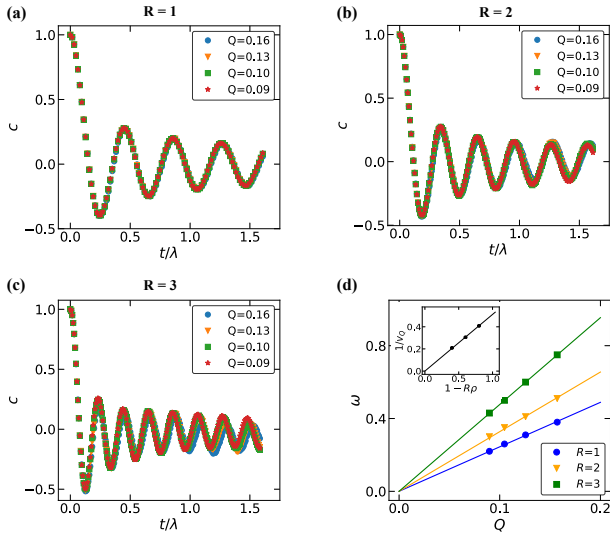 (a)
R = 1
Q=0.16
Q=0.13
Q=0.10
Q=0.09
1.0
0.5
0.0
−0.5
c
0.0
0.5
1.0
1.5
t/λ
(b)
R = 2
Q=0.16
Q=0.13
Q=0.10
Q=0.09
1.0
0.5
0.0
−0.5
c
0.0
0.5
1.0
1.5
t/λ
(c)
R = 3
Q=0.16
Q=0.13
Q=0.10
Q=0.09
1.0
0.5
0.0
−0.5
c
0.0
0.5
1.0
1.5
t/λ
(d)
0.8
0.4
0.0
ω
0.0
0.1
0.2
Q
0.4
0.2
0.0
1/v_Q
0.0
0.5
1.0
1 − Rρ
R=1
R=2
R=3